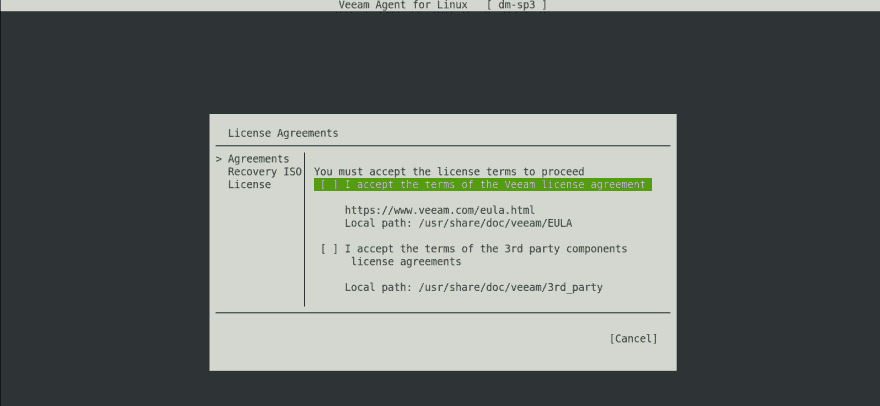 Veeam Agent for Linux [ dm-sp3 ]
License Agreements
> Agreements
Recovery ISO
License
You must accept the license terms to proceed
[ ] I accept the terms of the Veeam license agreement
https://www.veeam.com/eula.html
Local path: /usr/share/doc/veeam/EULA
[ ] I accept the terms of the 3rd party components
license agreements
Local path: /usr/share/doc/veeam/3rd_party
[Cancel]